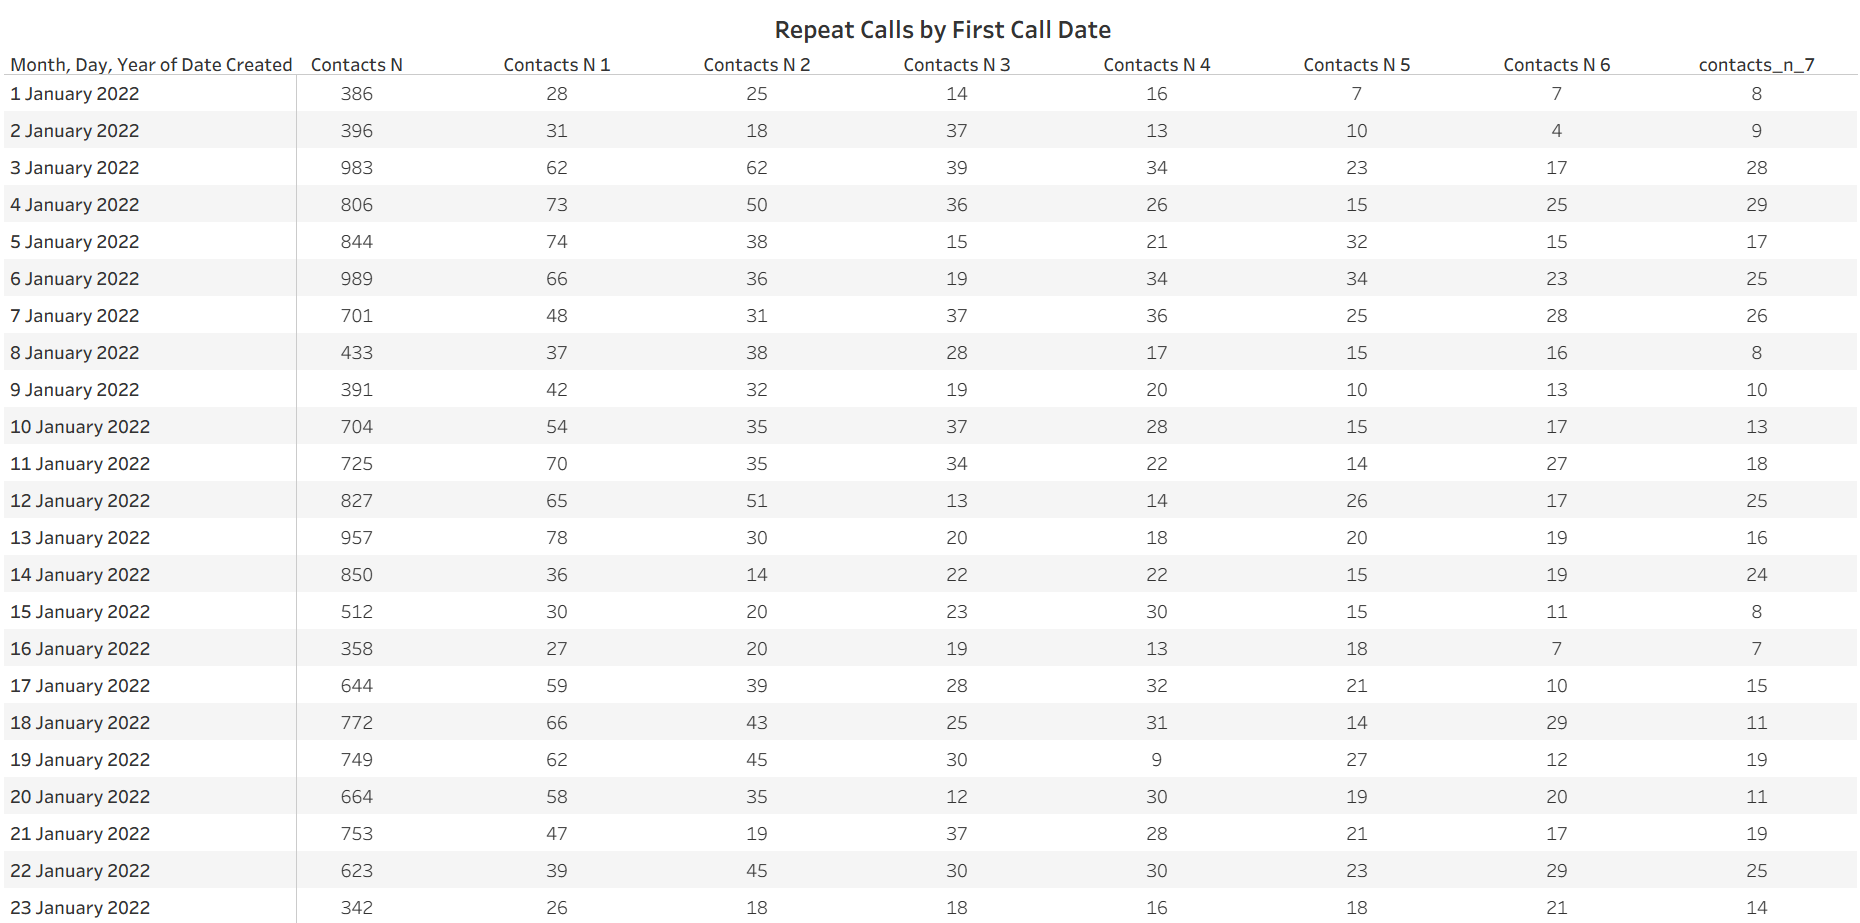 Repeat Calls by First Call Date
Month, Day, Year of Date Created Contacts N Contacts N 1 Contacts N 2 Contacts N 3 Contacts N 4 Contacts N 5 Contacts N 6 contacts_n_7
1 January 2022 386 28 25 14 16 7 7 8
2 January 2022 396 31 18 37 13 10 4 9
3 January 2022 983 62 62 39 34 23 17 28
4 January 2022 806 73 50 36 26 15 25 29
5 January 2022 844 74 38 15 21 32 15 17
6 January 2022 989 66 36 19 34 34 23 25
7 January 2022 701 48 31 37 36 25 28 26
8 January 2022 433 37 38 28 17 15 16 8
9 January 2022 391 42 32 19 20 10 13 10
10 January 2022 704 54 35 37 28 15 17 13
11 January 2022 725 70 35 34 22 14 27 18
12 January 2022 827 65 51 13 14 26 17 25
13 January 2022 957 78 30 20 18 20 19 16
14 January 2022 850 36 14 22 22 15 19 24
15 January 2022 512 30 20 23 30 15 11 8
16 January 2022 358 27 20 19 13 18 7 7
17 January 2022 644 59 39 28 32 21 10 15
18 January 2022 772 66 43 25 31 14 29 11
19 January 2022 749 62 45 30 9 27 12 19
20 January 2022 664 58 35 12 30 19 20 11
21 January 2022 753 47 19 37 28 21 17 19
22 January 2022 623 39 45 30 30 23 29 25
23 January 2022 342 26 18 18 16 18 21 14